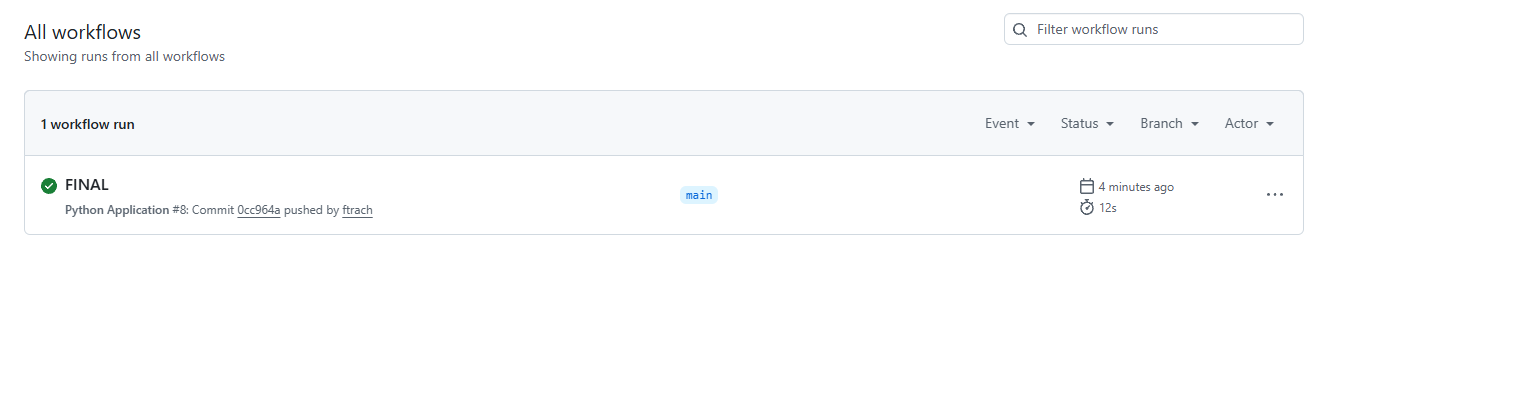 All workflows
Filter workflow runs
Showing runs from all workflows
1 workflow run
Event
Status
Branch
Actor
FINAL
main
4 minutes ago
Python Application #8: Commit 0cc964a pushed by ftrach
12s